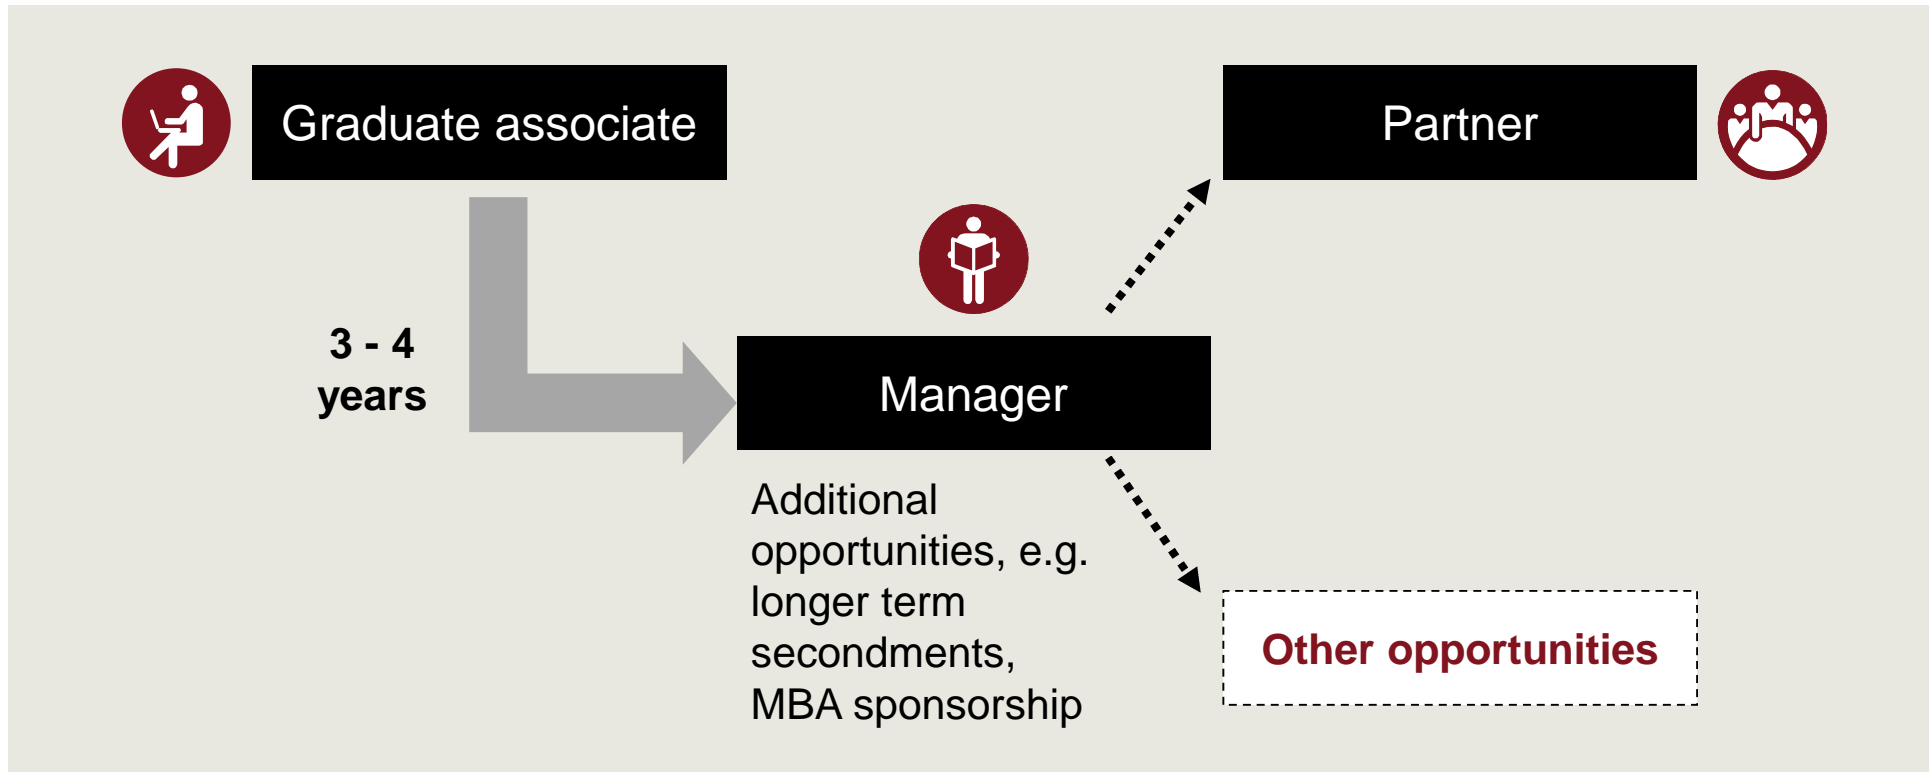 Graduate associate
Partner
3 - 4
years
Manager
Additional
opportunities, e.g.
longer term
secondments,
MBA sponsorship
Other opportunities